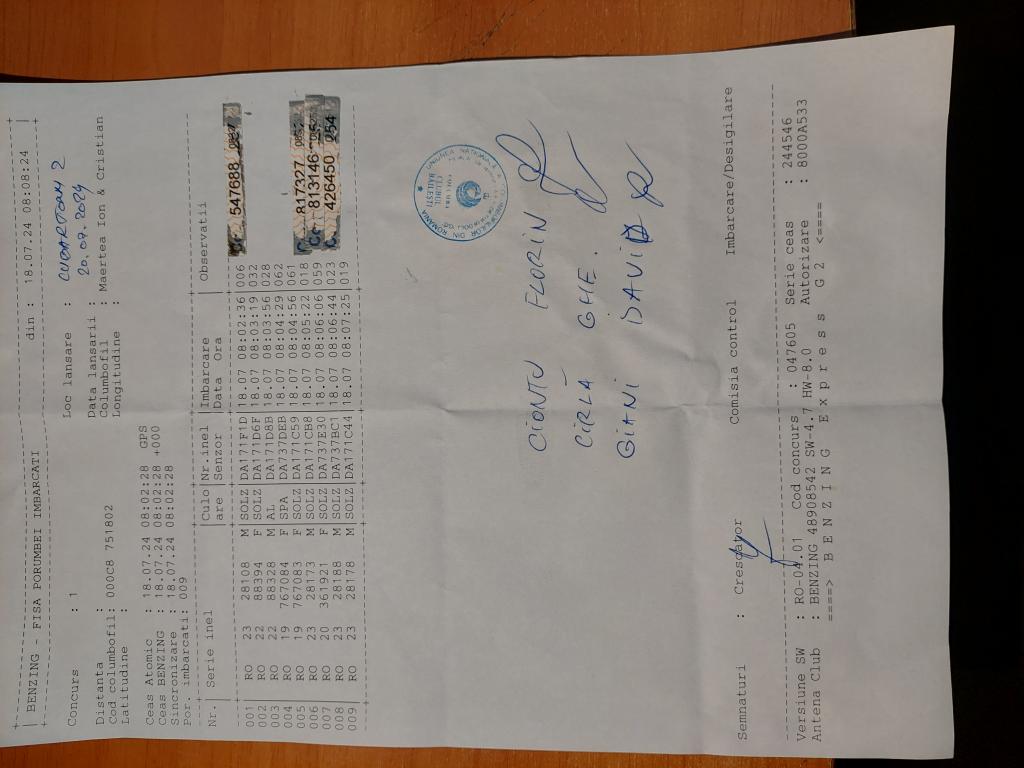 BENZING - FISA PORUMBEI IMBARCATI din : 18.07.24 08:08:24
Concurs : 1 Loc lansare :
20.07.2024
Distanta : Data lansarii :
Cod columbofil: 000C8 751802 Columbofil : Maertea Ion & Cristian
Latitudine : Longitudine :
Ceas Atomic : 18.07.24 08:02:28 GPS
Ceas BENZING : 18.07.24 08:02:28 +000
Sincronizare : 18.07.24 08:02:28
Por. imbarcati: 009
Nr. | Serie inel |Culo|Nr.inel |Imbarcare | Observatii
|are |Senzor |Data Ora |
001 | RO 23 28108 M|SOLZ|DA171F1D|18.07 08:02:36|006 547688
002 | RO 22 88394 F|SOLZ|DA171D6F|18.07 08:03:19|032
003 | RO 22 88328 M|AL |DA171D8B|18.07 08:03:56|028
004 | RO 19 767084 F|SPA |DA737DEB|18.07 08:04:29|062
005 | RO 19 767083 F|SOLZ|DA171C59|18.07 08:04:56|061 817327
006 | RO 23 28173 M|SOLZ|DA171CB9|18.07 08:05:22|018 813146
007 | RO 20 361921 F|SOLZ|DA737E30|18.07 08:06:06|059 426450 254
008 | RO 23 28188 M|SOLZ|DA737BC1|18.07 08:06:44|023
009 | RO 23 28178 M|SOLZ|DA171C44|18.07 08:07:25|019
CLUBUL
BAILESTI
CIONTU FLORIN
CIRLĂ GHE.
GITNI DAVID
Semnaturi : Crescator Comisia control Imbarcare/Desigilare
Versiune SW : RO-04.01 Cod concurs : 047605 Serie ceas : 244546
Antena Club : BENZING 48908542 SW-4.7 HW-8.0 Autorizare : 8000A533
====> B E N Z I N G E x p r e s s G 2 <====